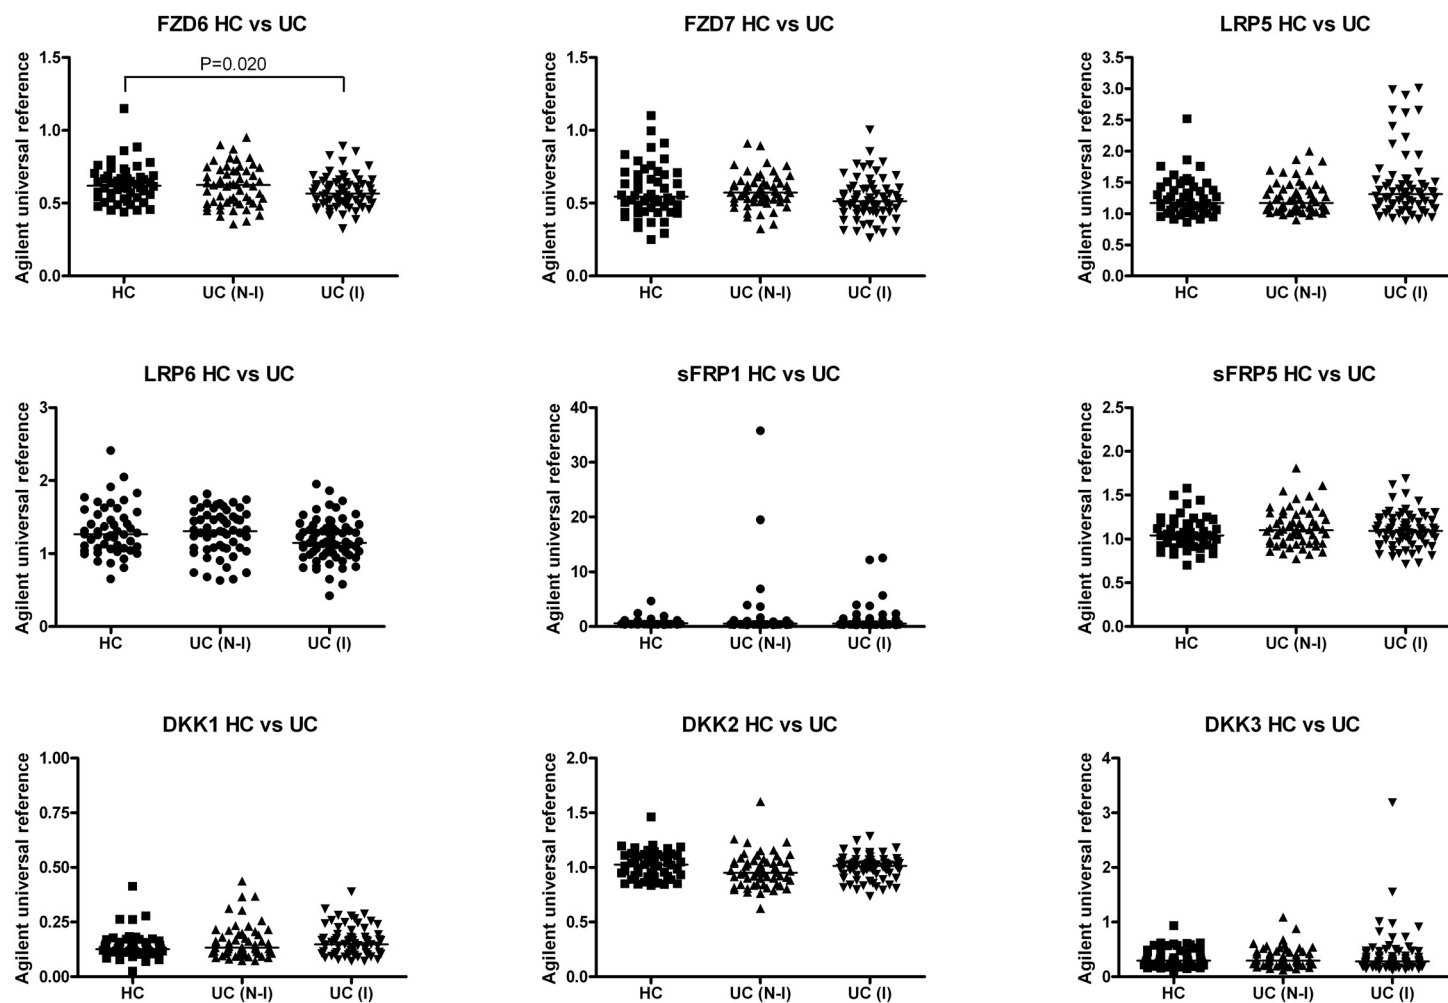 FZD6 HC vs UC
Agilent universal reference
1.5
1.0
0.5
0.0
P=0.020
HC UC (N-I) UC (I)
FZD7 HC vs UC
Agilent universal reference
1.5
1.0
0.5
0.0
HC UC (N-I) UC (I)
LRP5 HC vs UC
Agilent universal reference
3.5
3.0
2.5
2.0
1.5
1.0
0.5
0.0
HC UC (N-I) UC (I)
LRP6 HC vs UC
Agilent universal reference
3
2
1
0
HC UC (N-I) UC (I)
sFRP1 HC vs UC
Agilent universal reference
40
30
20
10
0
HC UC (N-I) UC (I)
sFRP5 HC vs UC
Agilent universal reference
2.5
2.0
1.5
1.0
0.5
0.0
HC UC (N-I) UC (I)
DKK1 HC vs UC
Agilent universal reference
1.00
0.75
0.50
0.25
0.00
HC UC (N-I) UC (I)
DKK2 HC vs UC
Agilent universal reference
2.0
1.5
1.0
0.5
0.0
HC UC (N-I) UC (I)
DKK3 HC vs UC
Agilent universal reference
4
3
2
1
0
HC UC (N-I) UC (I)